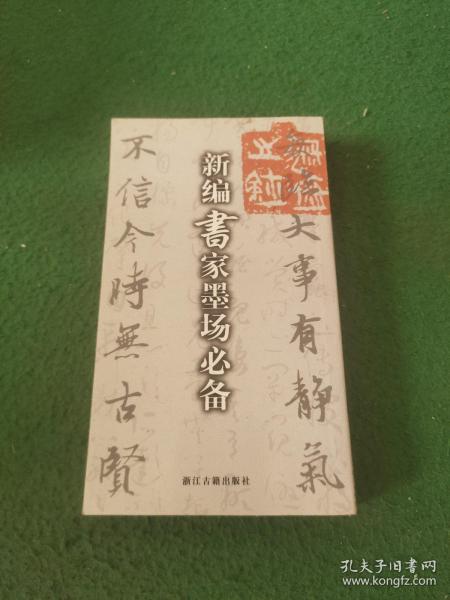 大事有静氣
新编書家墨场必备
不信今時無古賢
浙江古籍出版社
孔夫子旧书网
www.kongfz.com